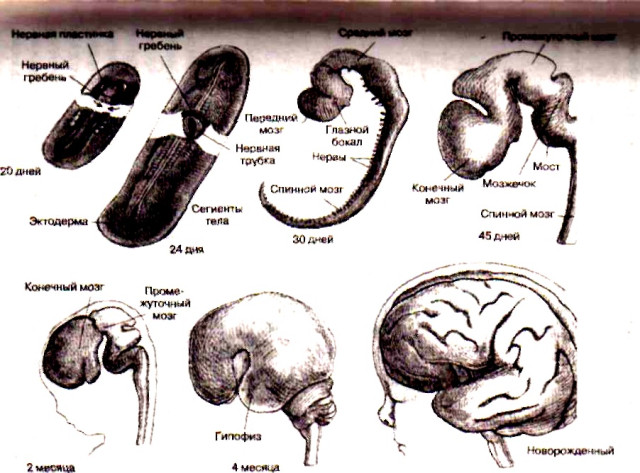 Нервная пластинка
Нервный
гребень
Средний мозг
Промежуточный мозг
Нервный
гребень
20 дней
Нервная
трубка
Эктодерма
Сегменты
тела
24 дня
Передний
мозг
Глазной
бокал
Нервы
Спинной мозг
30 дней
Конечный
мозг
Мозжечок
Мост
Спинной мозг
45 дней
Конечный мозг
Проме-
жуточный
мозг
2 месяца
Гипофиз
4 месяца
Новорожденный